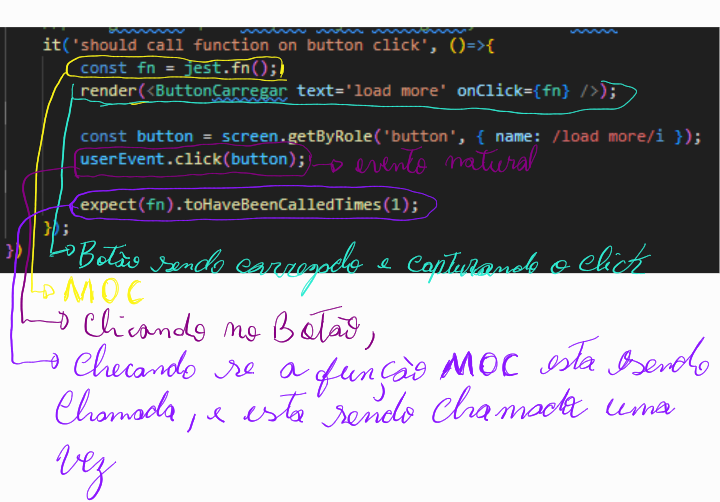 it('should call function on button click', ()=>{
const fn = jest.fn();
render(<ButtonCarregar text='load more' onClick={fn} />);
const button = screen.getByRole('button', { name: /load more/i });
userEvent.click(button); evento natural
expect(fn).toHaveBeenCalledTimes(1);
});
})
Botão sendo carregado e capturando o click
MOC
Clicando no Botão,
Checando se a função MOC esta sendo
Chamada, e esta sendo chamada uma
vez